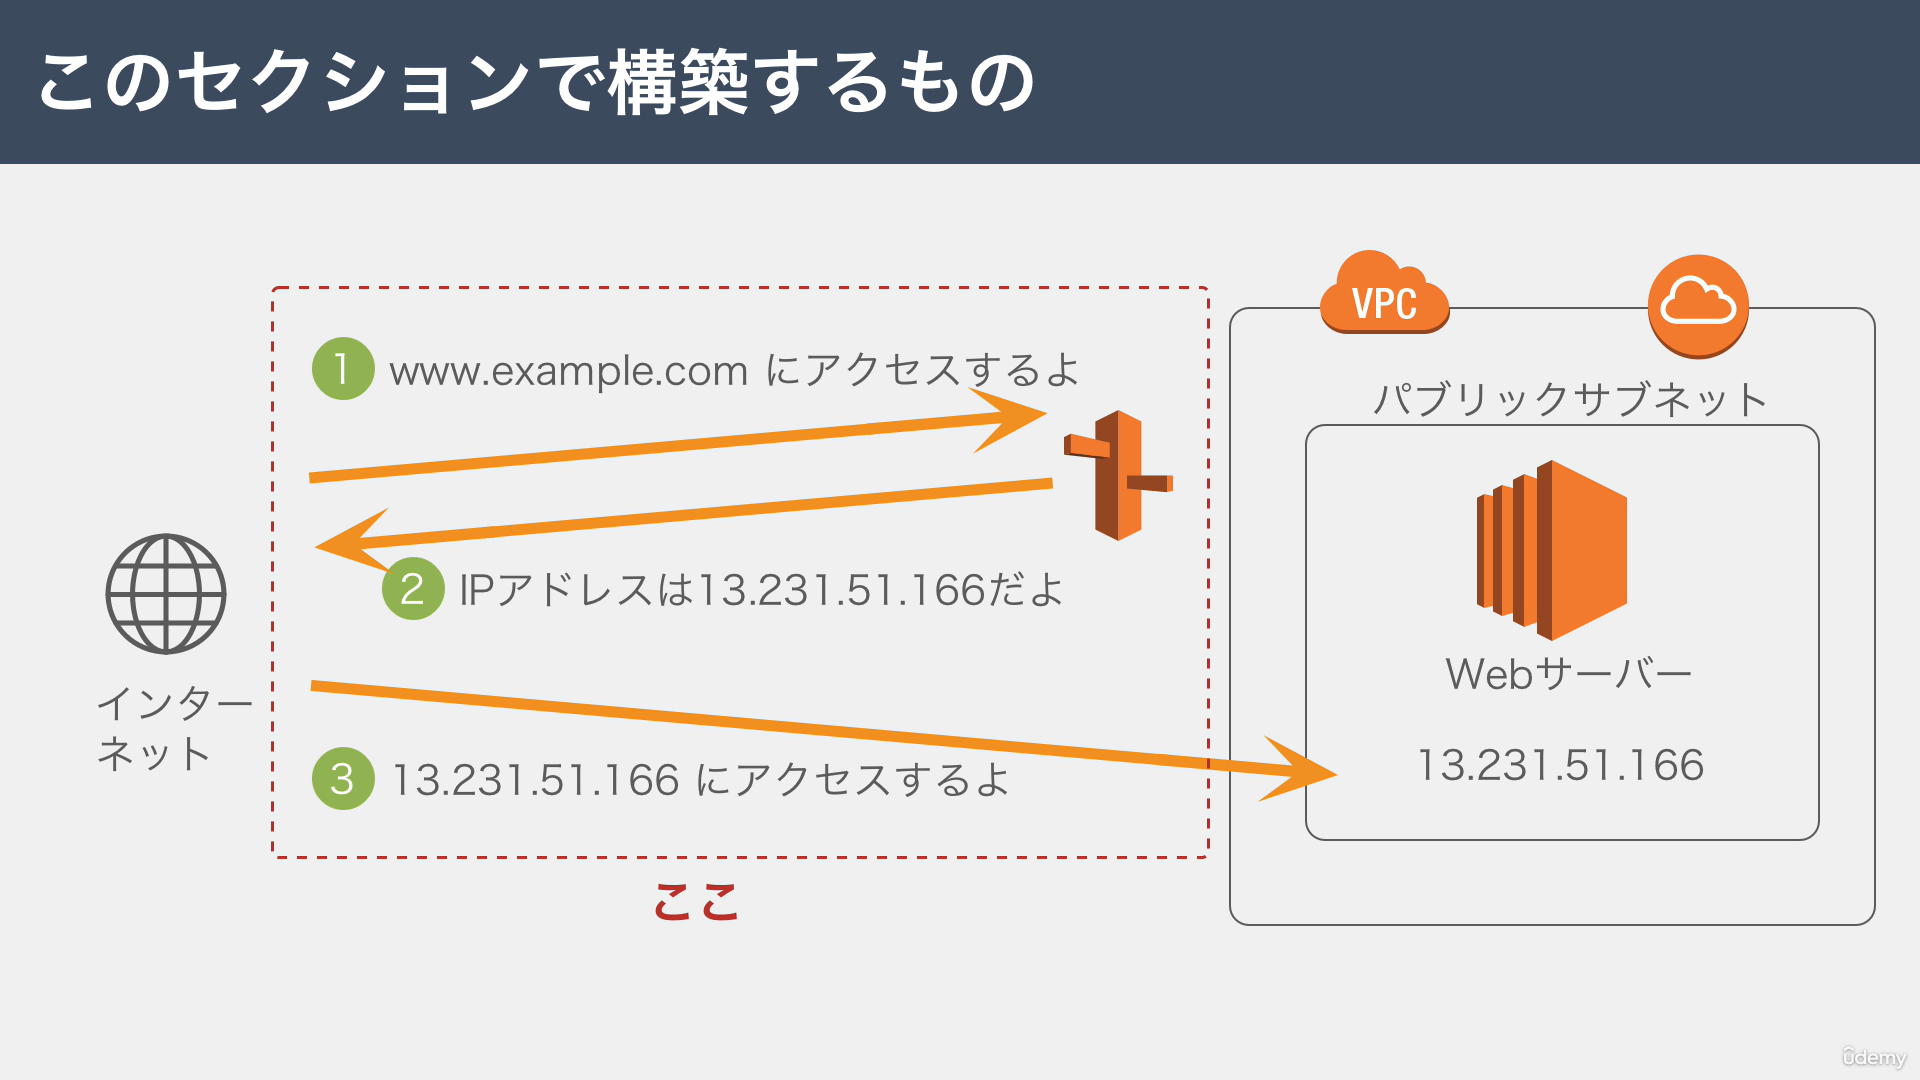 このセクションで構築するもの
1 www.example.com にアクセスするよ
2 IPアドレスは13.231.51.166だよ
3 13.231.51.166 にアクセスするよ
インター
ネット
ここ
VPC
パブリックサブネット
Webサーバー
13.231.51.166
ûdemy